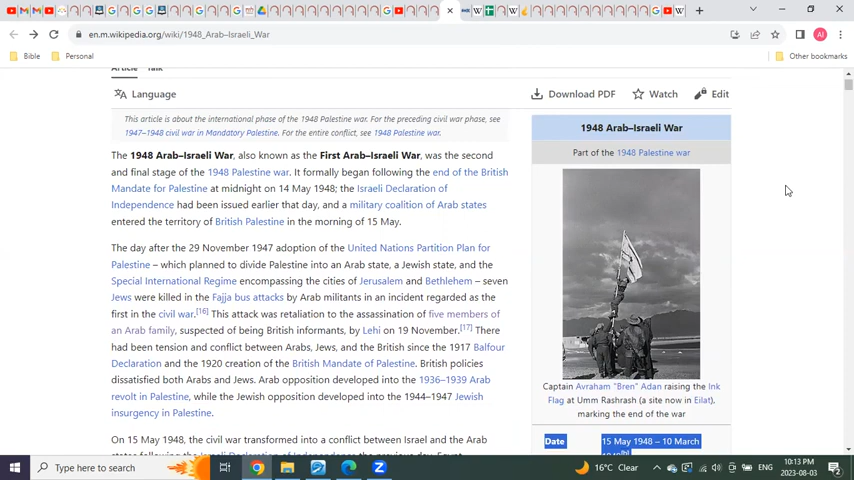 en.m.wikipedia.org/wiki/1948_Arab–Israeli_War
Bible
Personal
Other bookmarks
Article
Talk
Language
Download PDF
Watch
Edit
This article is about the international phase of the 1948 Palestine war. For the preceding civil war phase, see
1947–1948 civil war in Mandatory Palestine. For the entire conflict, see 1948 Palestine war.
The 1948 Arab–Israeli War, also known as the First Arab–Israeli War, was the second
and final stage of the 1948 Palestine war. It formally began following the end of the British
Mandate for Palestine at midnight on 14 May 1948; the Israeli Declaration of
Independence had been issued earlier that day, and a military coalition of Arab states
entered the territory of British Palestine in the morning of 15 May.
The day after the 29 November 1947 adoption of the United Nations Partition Plan for
Palestine – which planned to divide Palestine into an Arab state, a Jewish state, and the
Special International Regime encompassing the cities of Jerusalem and Bethlehem – seven
Jews were killed in the Fajja bus attacks by Arab militants in an incident regarded as the
first in the civil war.[16] This attack was retaliation to the assassination of five members of
an Arab family, suspected of being British informants, by Lehi on 19 November.[17] There
had been tension and conflict between Arabs, Jews, and the British since the 1917 Balfour
Declaration and the 1920 creation of the British Mandate of Palestine. British policies
dissatisfied both Arabs and Jews. Arab opposition developed into the 1936–1939 Arab
revolt in Palestine, while the Jewish opposition developed into the 1944–1947 Jewish
insurgency in Palestine.
On 15 May 1948, the civil war transformed into a conflict between Israel and the Arab
1948 Arab–Israeli War
Part of the 1948 Palestine war
Captain Avraham "Bren" Adan raising the Ink
Flag at Umm Rashrash (a site now in Eilat),
marking the end of the war
Date
15 May 1948 – 10 March
AI
Type here to search
16°C Clear
ENG
10:13 PM
2023-08-03
2